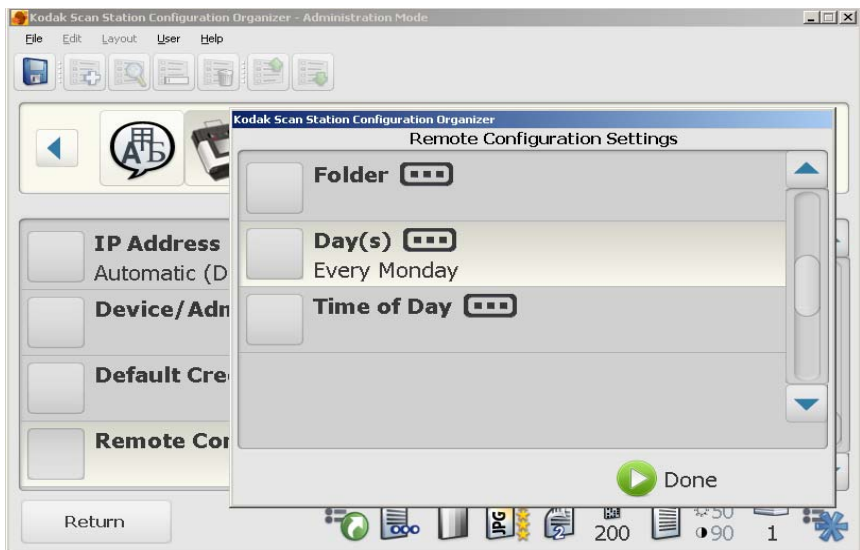 Kodak Scan Station Configuration Organizer - Administration Mode
File Edit Layout User Help
Kodak Scan Station Configuration Organizer
Remote Configuration Settings
Folder
Day(s)
Every Monday
Time of Day
Done
IP Address
Automatic (D
Device/Adm
Default Cre
Remote Con
Return
JPG
2
200
50
90
1